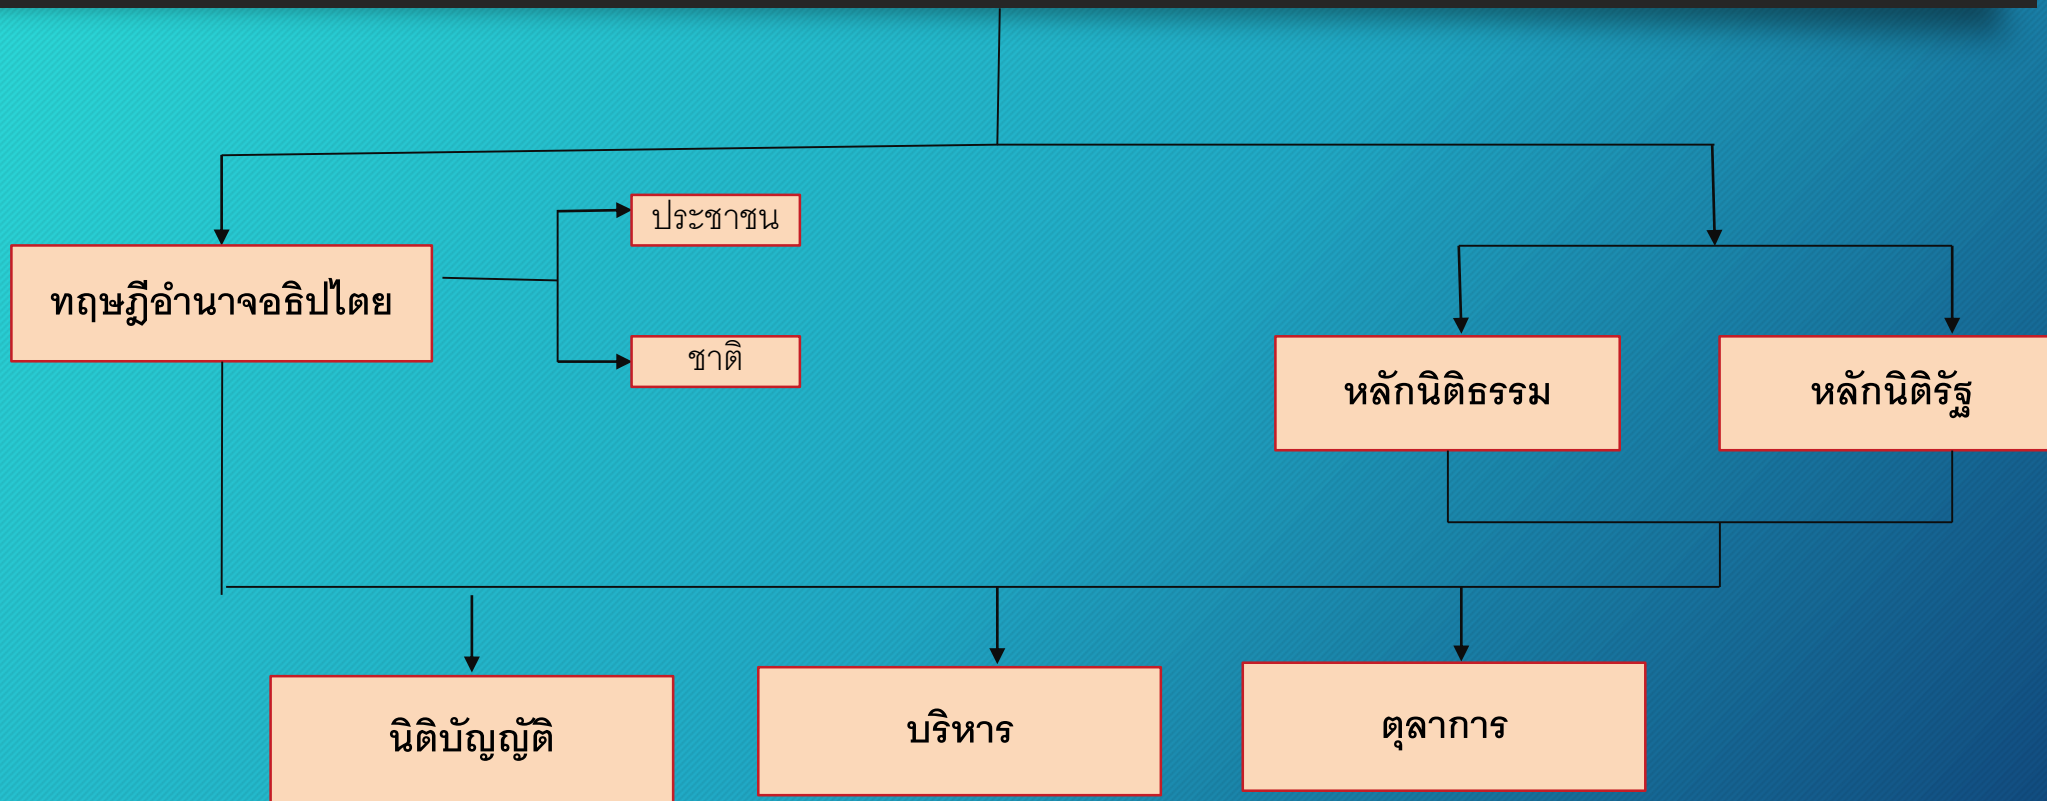 ประชาชน
ทฤษฎีอำนาจอธิปไตย
ชาติ
หลักนิติธรรม
หลักนิติรัฐ
นิติบัญญัติ
บริหาร
ตุลาการ